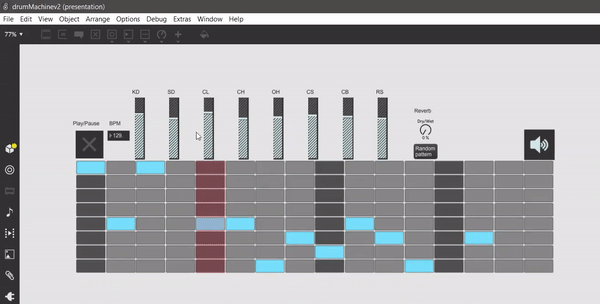 drumMachinev2 (presentation)
File Edit View Object Arrange Options Debug Extras Window Help
77%
KD SD CL CH OH CS CB RS
Reverb
Play/Pause BPM
Dry/Wet
129.
0 %
Random
pattern